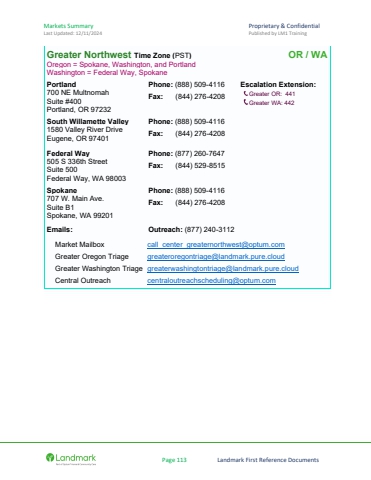 Markets Summary
Proprietary & Confidential
Last Updated: 12/11/2024
Published by LM1 Training
Greater Northwest Time Zone (PST) OR / WA
Oregon = Spokane, Washington, and Portland
Washington = Federal Way, Spokane
Portland Phone: (888) 509-4116 Escalation Extension:
700 NE Multnomah Fax: (844) 276-4208 Greater OR: 441
Suite #400 Greater WA: 442
Portland, OR 97232
South Willamette Valley Phone: (888) 509-4116
1580 Valley River Drive Fax: (844) 276-4208
Eugene, OR 97401
Federal Way Phone: (877) 260-7647
505 S 336th Street Fax: (844) 529-8515
Suite 500
Federal Way, WA 98003
Spokane Phone: (888) 509-4116
707 W. Main Ave. Fax: (844) 276-4208
Suite B1
Spokane, WA 99201
Emails: Outreach: (877) 240-3112
Market Mailbox call_center_greaternorthwest@optum.com
Greater Oregon Triage greateroregontriage@landmark.pure.cloud
Greater Washington Triage greaterwashingtontriage@landmark.pure.cloud
Central Outreach centraloutreachscheduling@optum.com
Landmark
Page 113
Landmark First Reference Documents